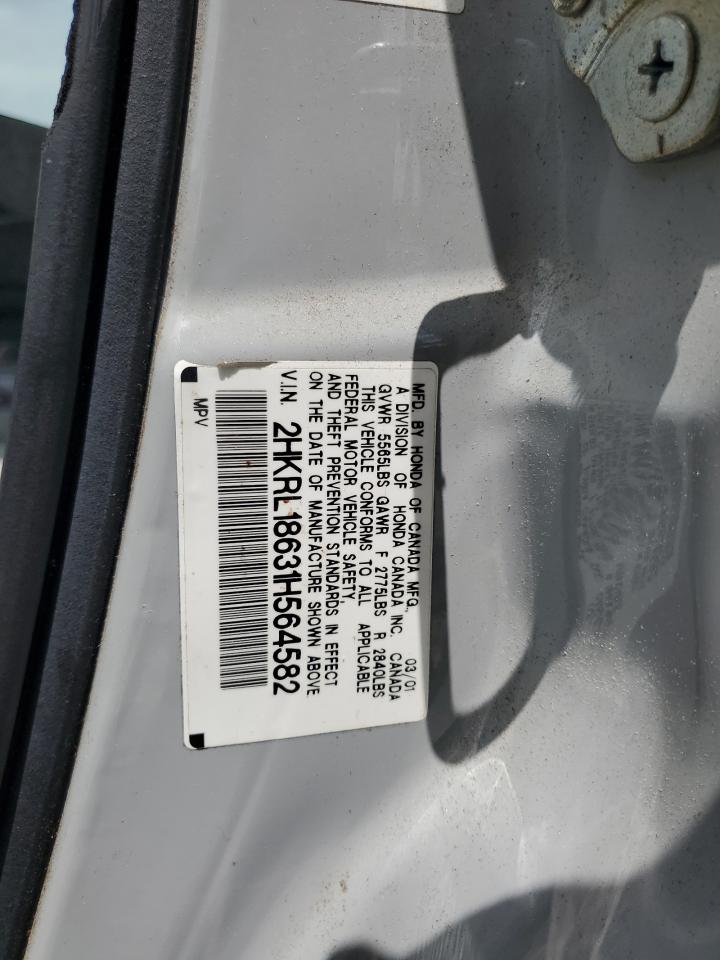 MFD. BY HONDA OF CANADA MFG., 03/01
A DIVISION OF HONDA CANADA INC. CANADA
GVWR 5565LBS GAWR F 2775LBS R 2840LBS
THIS VEHICLE CONFORMS TO ALL APPLICABLE
FEDERAL MOTOR VEHICLE SAFETY,
AND THEFT PREVENTION STANDARDS IN EFFECT
ON THE DATE OF MANUFACTURE SHOWN ABOVE
V.I.N. 2HKRL18631H564582
MPV